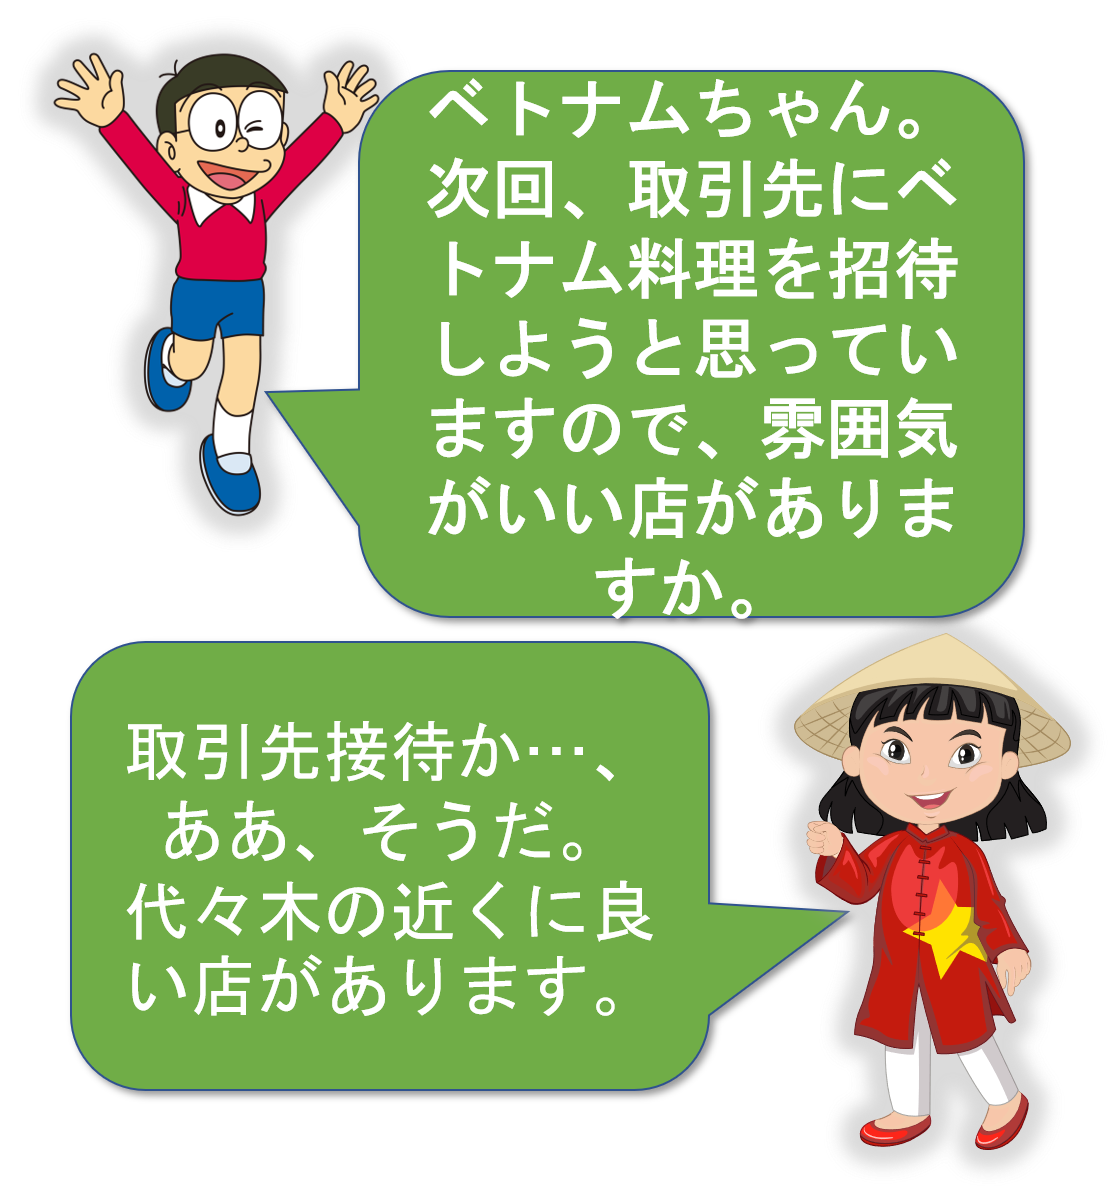 ベトナムちゃん。
次回、取引先にベ
トナム料理を招待
しようと思ってい
ますので、雰囲気
がいい店がありま
すか。
取引先接待か…、
ああ、そうだ。
代々木の近くに良
い店があります。